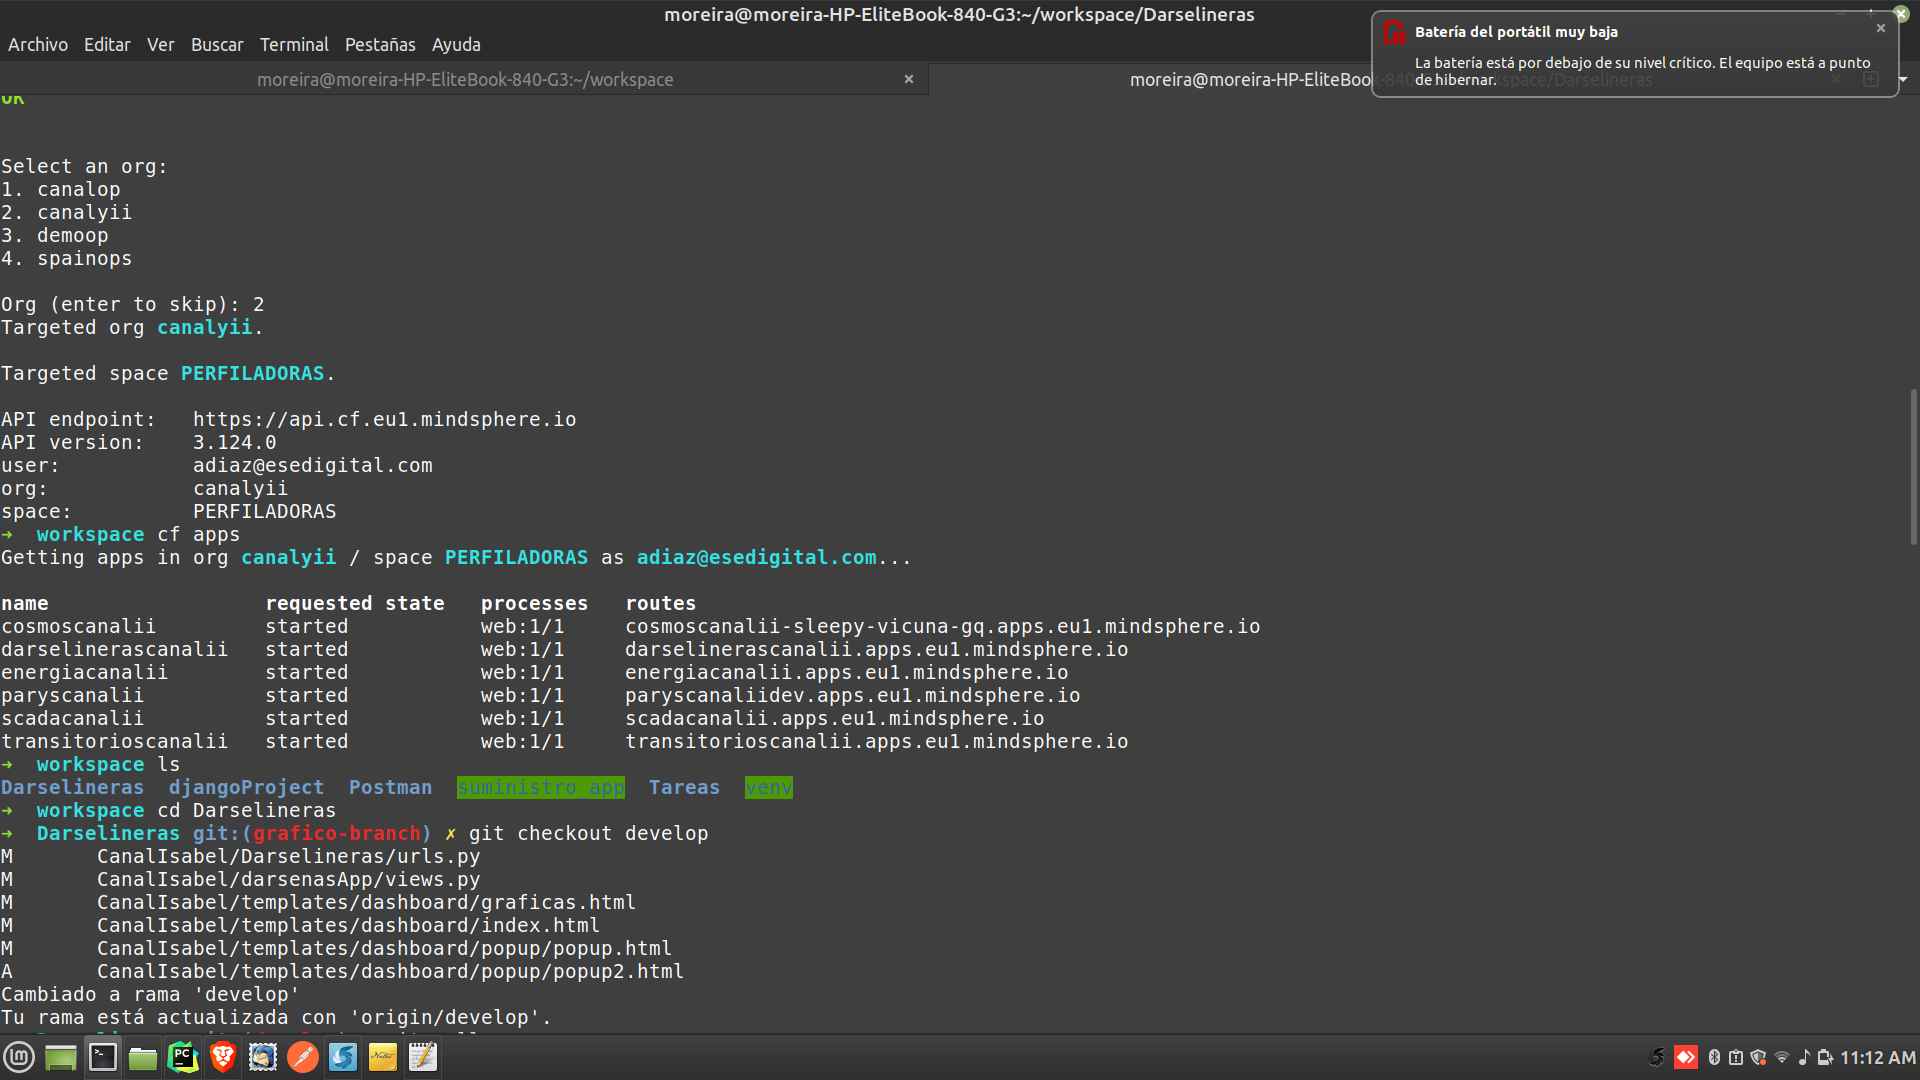 moreira@moreira-HP-EliteBook-840-G3:~/workspace/Darselineras
Archivo Editar Ver Buscar Terminal Pestañas Ayuda
Batería del portátil muy baja
La batería está por debajo de su nivel crítico. El equipo está a punto
de hibernar.
moreira@moreira-HP-EliteBook-840-G3:~/workspace
moreira@moreira-HP-EliteBook-840-G3:~/workspace/Darselineras
OK
Select an org:
1. canalop
2. canalyii
3. demoop
4. spainops
Org (enter to skip): 2
Targeted org canalyii.
Targeted space PERFILADORAS.
API endpoint:   https://api.cf.eu1.mindsphere.io
API version:    3.124.0
user:           adiaz@esedigital.com
org:            canalyii
space:          PERFILADORAS
➜  workspace cf apps
Getting apps in org canalyii / space PERFILADORAS as adiaz@esedigital.com...
name                  requested state   processes   routes
cosmoscanalii         started           web:1/1     cosmoscanalii-sleepy-vicuna-gq.apps.eu1.mindsphere.io
darselinerascanalii   started           web:1/1     darselinerascanalii.apps.eu1.mindsphere.io
energiacanalii        started           web:1/1     energiacanalii.apps.eu1.mindsphere.io
paryscanalii          started           web:1/1     paryscanaliidev.apps.eu1.mindsphere.io
scadacanalii          started           web:1/1     scadacanalii.apps.eu1.mindsphere.io
transitorioscanalii   started           web:1/1     transitorioscanalii.apps.eu1.mindsphere.io
➜  workspace ls
Darselineras  djangoProject  Postman  suministro_app  Tareas  venv
➜  workspace cd Darselineras
➜  Darselineras git:(grafico-branch) ✗ git checkout develop
M       CanalIsabel/Darselineras/urls.py
M       CanalIsabel/darsenasApp/views.py
M       CanalIsabel/templates/dashboard/graficas.html
M       CanalIsabel/templates/dashboard/index.html
M       CanalIsabel/templates/dashboard/popup/popup.html
A       CanalIsabel/templates/dashboard/popup/popup2.html
Cambiado a rama 'develop'
Tu rama está actualizada con 'origin/develop'.
11:12 AM